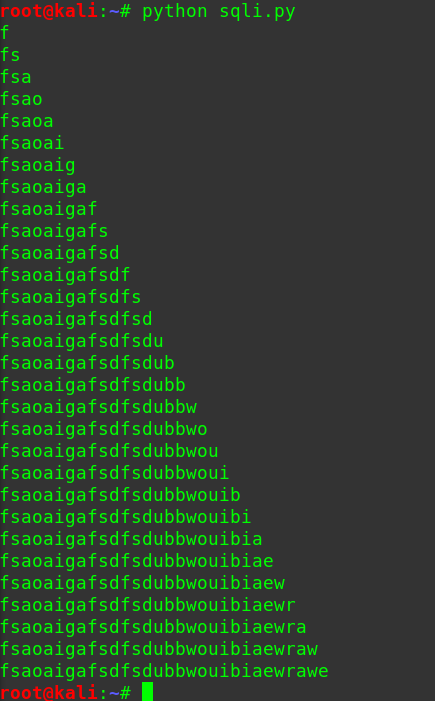 root@kali:~# python sqli.py
f
fs
fsa
fsao
fsaoa
fsaoai
fsaoaig
fsaoaiga
fsaoaigaf
fsaoaigafs
fsaoaigafsd
fsaoaigafsdf
fsaoaigafsdfs
fsaoaigafsdfsd
fsaoaigafsdfsdu
fsaoaigafsdfsdub
fsaoaigafsdfsdubb
fsaoaigafsdfsdubbw
fsaoaigafsdfsdubbwo
fsaoaigafsdfsdubbwou
fsaoaigafsdfsdubbwoui
fsaoaigafsdfsdubbwouib
fsaoaigafsdfsdubbwouibi
fsaoaigafsdfsdubbwouibia
fsaoaigafsdfsdubbwouibiae
fsaoaigafsdfsdubbwouibiaew
fsaoaigafsdfsdubbwouibiaewr
fsaoaigafsdfsdubbwouibiaewra
fsaoaigafsdfsdubbwouibiaewraw
fsaoaigafsdfsdubbwouibiaewrawe
root@kali:~#